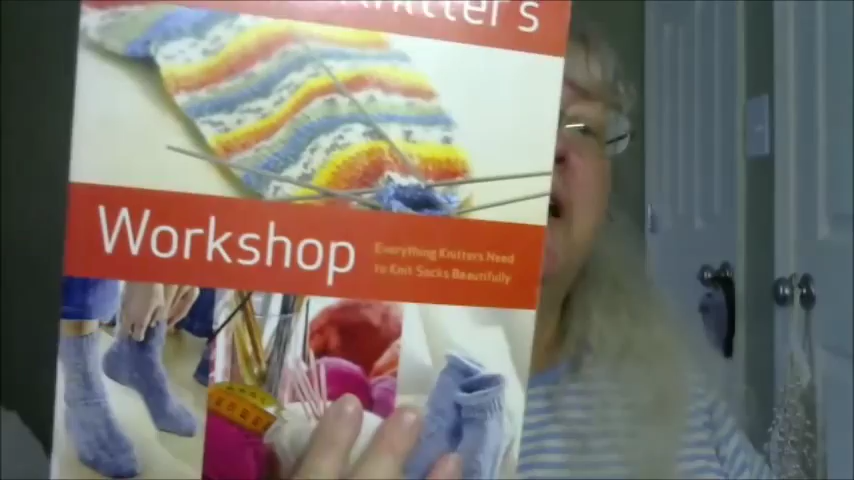 Knitter's
Workshop
Everything Knitters Need
to Knit Socks Beautifully